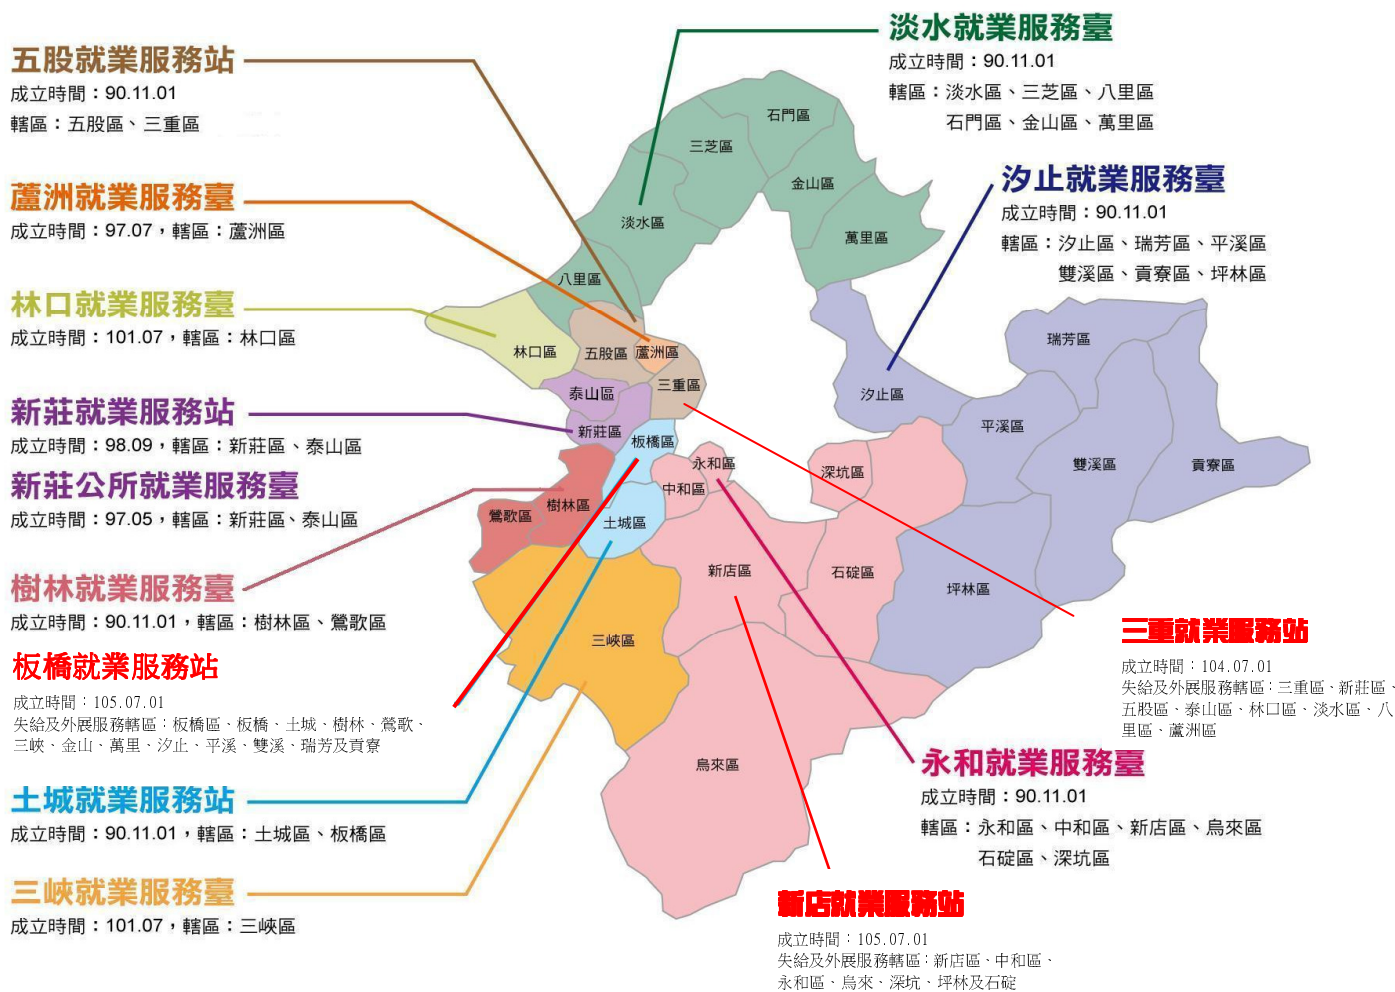 五股就業服務站
成立時間：90.11.01
轄區：五股區、三重區
蘆洲就業服務臺
成立時間：97.07，轄區：蘆洲區
林口就業服務臺
成立時間：101.07，轄區：林口區
新莊就業服務站
成立時間：98.09，轄區：新莊區、泰山區
新莊公所就業服務臺
成立時間：97.05，轄區：新莊區、泰山區
樹林就業服務臺
成立時間：90.11.01，轄區：樹林區、鶯歌區
板橋就業服務站
成立時間：105.07.01
失給及外展服務轄區：板橋區、板橋、土城、樹林、鶯歌、
三峽、金山、萬里、汐止、平溪、雙溪、瑞芳及貢寮
土城就業服務站
成立時間：90.11.01，轄區：土城區、板橋區
三峽就業服務臺
成立時間：101.07，轄區：三峽區
淡水就業服務臺
成立時間：90.11.01
轄區：淡水區、三芝區、八里區
石門區、金山區、萬里區
汐止就業服務臺
成立時間：90.11.01
轄區：汐止區、瑞芳區、平溪區
雙溪區、貢寮區、坪林區
三重就業服務站
成立時間：104.07.01
失給及外展服務轄區：三重區、新莊區、
五股區、泰山區、林口區、淡水區、八
里區、蘆洲區
永和就業服務臺
成立時間：90.11.01
轄區：永和區、中和區、新店區、烏來區
石碇區、深坑區
新店就業服務站
成立時間：105.07.01
失給及外展服務轄區：新店區、中和區、
永和區、烏來、深坑、坪林及石碇
石門區
三芝區
金山區
淡水區
萬里區
八里區
林口區
五股區
蘆洲區
三重區
泰山區
新莊區
板橋區
永和區
中和區
樹林區
鶯歌區
土城區
三峽區
新店區
烏來區
深坑區
石碇區
汐止區
瑞芳區
平溪區
雙溪區
貢寮區
坪林區